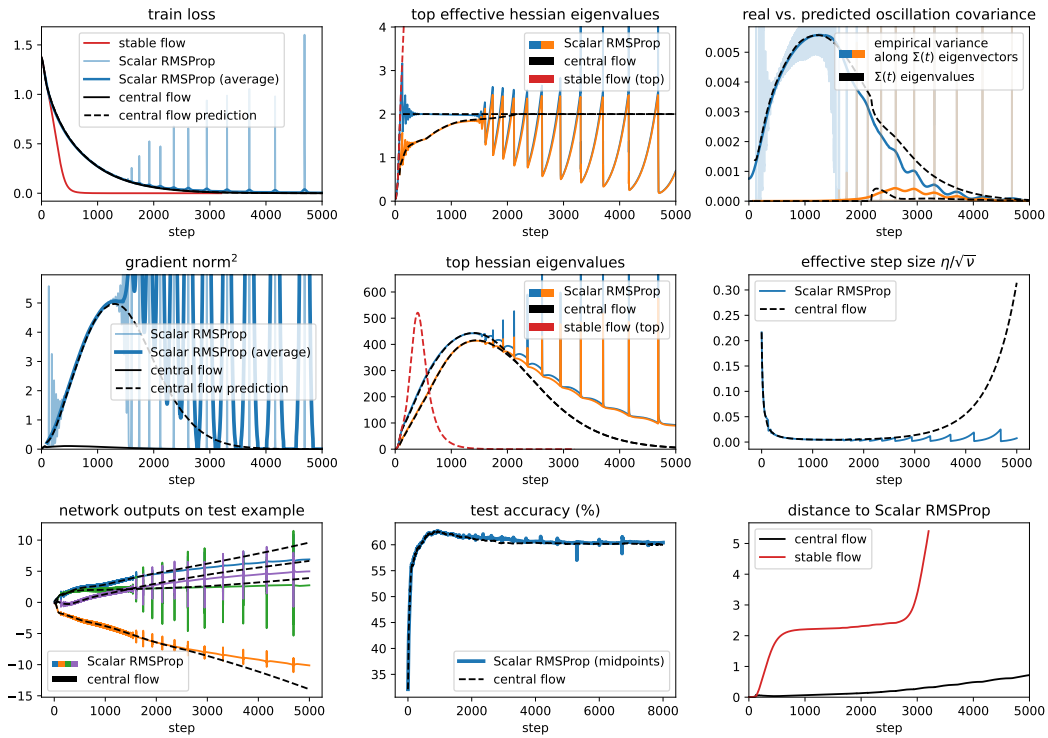 train loss
1.5
1.0
0.5
0.0
stable flow
Scalar RMSProp
Scalar RMSProp (average)
central flow
central flow prediction
0 1000 2000 3000 4000 5000
step
top effective hessian eigenvalues
4
3
2
1
0
Scalar RMSProp
central flow
stable flow (top)
0 1000 2000 3000 4000 5000
step
real vs. predicted oscillation covariance
0.005
0.004
0.003
0.002
0.001
0.000
empirical variance
along Σ(t) eigenvectors
Σ(t) eigenvalues
0 1000 2000 3000 4000 5000
step
gradient norm²
5
4
3
2
1
0
Scalar RMSProp
Scalar RMSProp (average)
central flow
central flow prediction
0 1000 2000 3000 4000 5000
step
top hessian eigenvalues
600
500
400
300
200
100
0
Scalar RMSProp
central flow
stable flow (top)
0 1000 2000 3000 4000 5000
step
effective step size η/√ν
0.30
0.25
0.20
0.15
0.10
0.05
0.00
Scalar RMSProp
central flow
0 1000 2000 3000 4000 5000
step
network outputs on test example
10
5
0
−5
−10
−15
Scalar RMSProp
central flow
0 1000 2000 3000 4000 5000
step
test accuracy (%)
60
55
50
45
40
35
Scalar RMSProp (midpoints)
central flow
0 2000 4000 6000 8000
step
distance to Scalar RMSProp
5
4
3
2
1
0
central flow
stable flow
0 1000 2000 3000 4000 5000
step